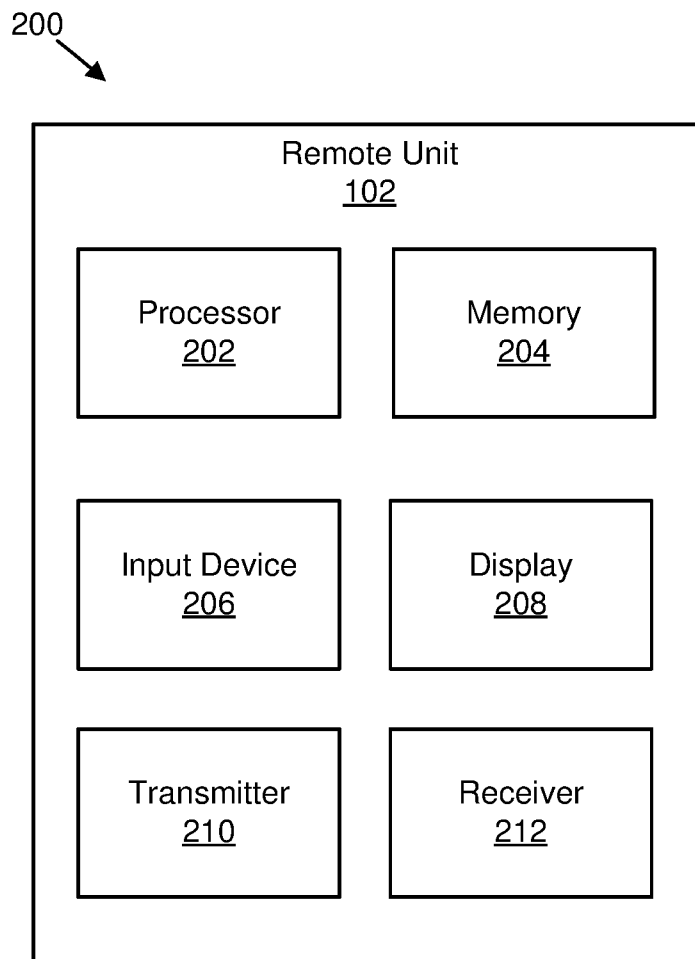 200
Remote Unit
102
Processor
202
Memory
204
Input Device
206
Display
208
Transmitter
210
Receiver
212